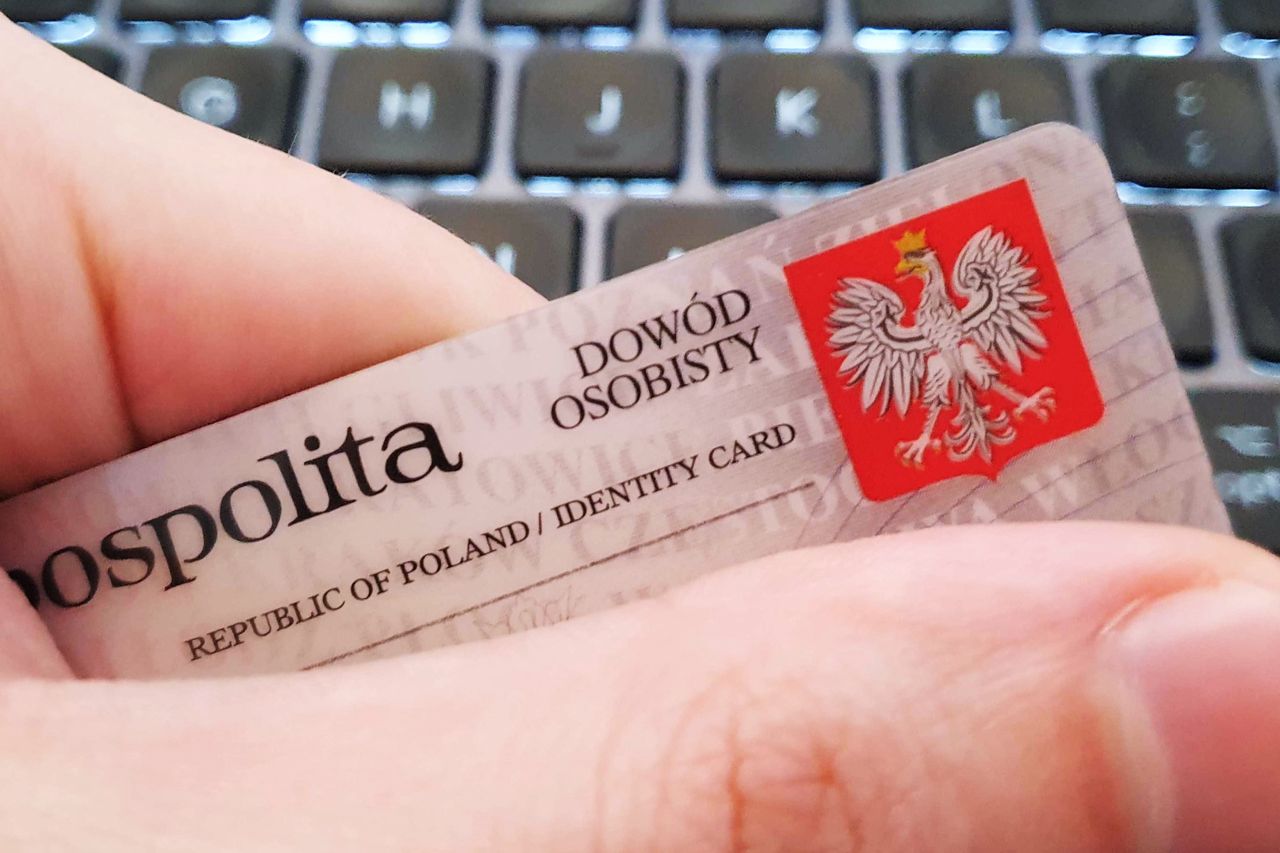 G H J K L
DOWÓD
OSOBISTY
ospolita
REPUBLIC OF POLAND / IDENTITY CARD